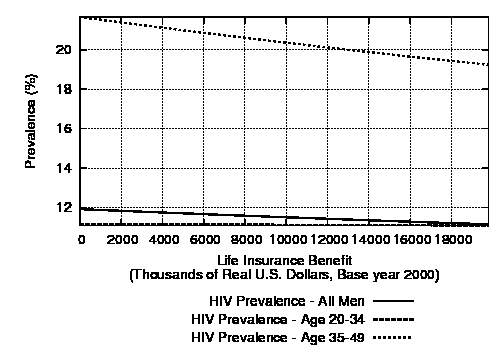 20
18
16
14
12
Prevalence (%)
0 2000 4000 6000 8000 10000 12000 14000 16000 18000
Life Insurance Benefit
(Thousands of Real U.S. Dollars, Base year 2000)
HIV Prevalence - All Men
HIV Prevalence - Age 20-34
HIV Prevalence - Age 35-49